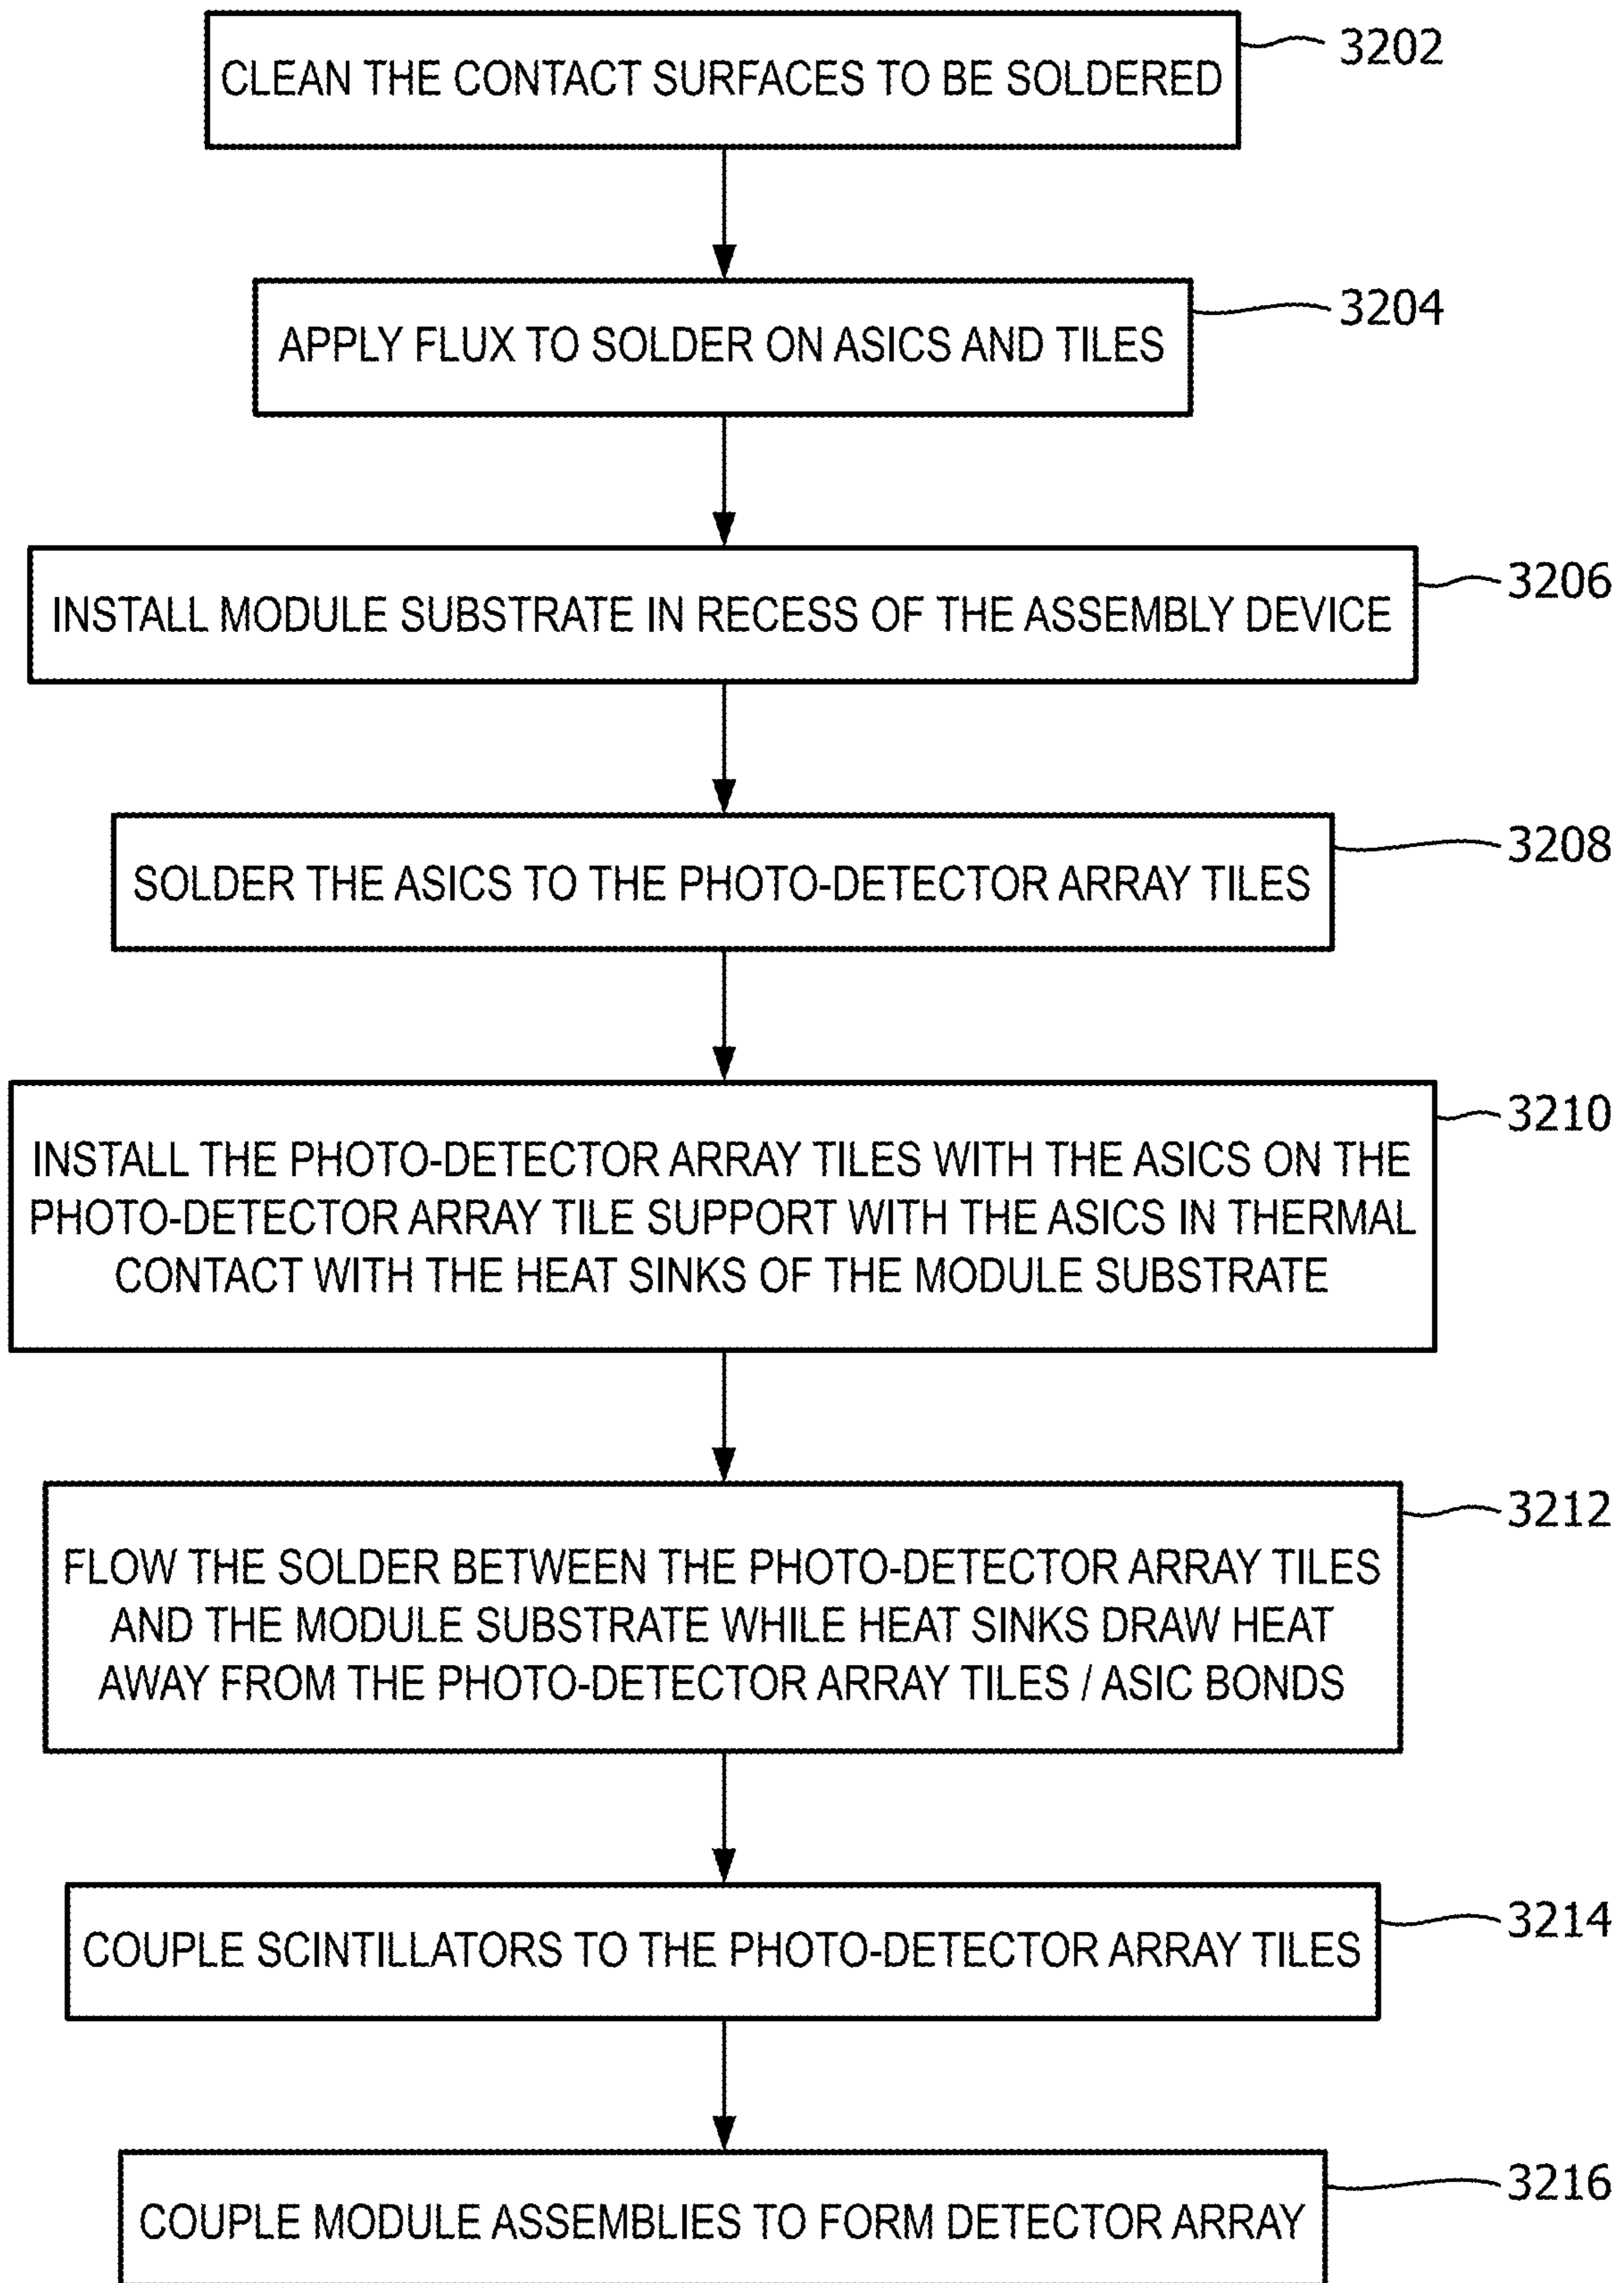 CLEAN THE CONTACT SURFACES TO BE SOLDERED
3202
APPLY FLUX TO SOLDER ON ASICS AND TILES
3204
INSTALL MODULE SUBSTRATE IN RECESS OF THE ASSEMBLY DEVICE
3206
SOLDER THE ASICS TO THE PHOTO-DETECTOR ARRAY TILES
3208
INSTALL THE PHOTO-DETECTOR ARRAY TILES WITH THE ASICS ON THE
PHOTO-DETECTOR ARRAY TILE SUPPORT WITH THE ASICS IN THERMAL
CONTACT WITH THE HEAT SINKS OF THE MODULE SUBSTRATE
3210
FLOW THE SOLDER BETWEEN THE PHOTO-DETECTOR ARRAY TILES
AND THE MODULE SUBSTRATE WHILE HEAT SINKS DRAW HEAT
AWAY FROM THE PHOTO-DETECTOR ARRAY TILES / ASIC BONDS
3212
COUPLE SCINTILLATORS TO THE PHOTO-DETECTOR ARRAY TILES
3214
COUPLE MODULE ASSEMBLIES TO FORM DETECTOR ARRAY
3216